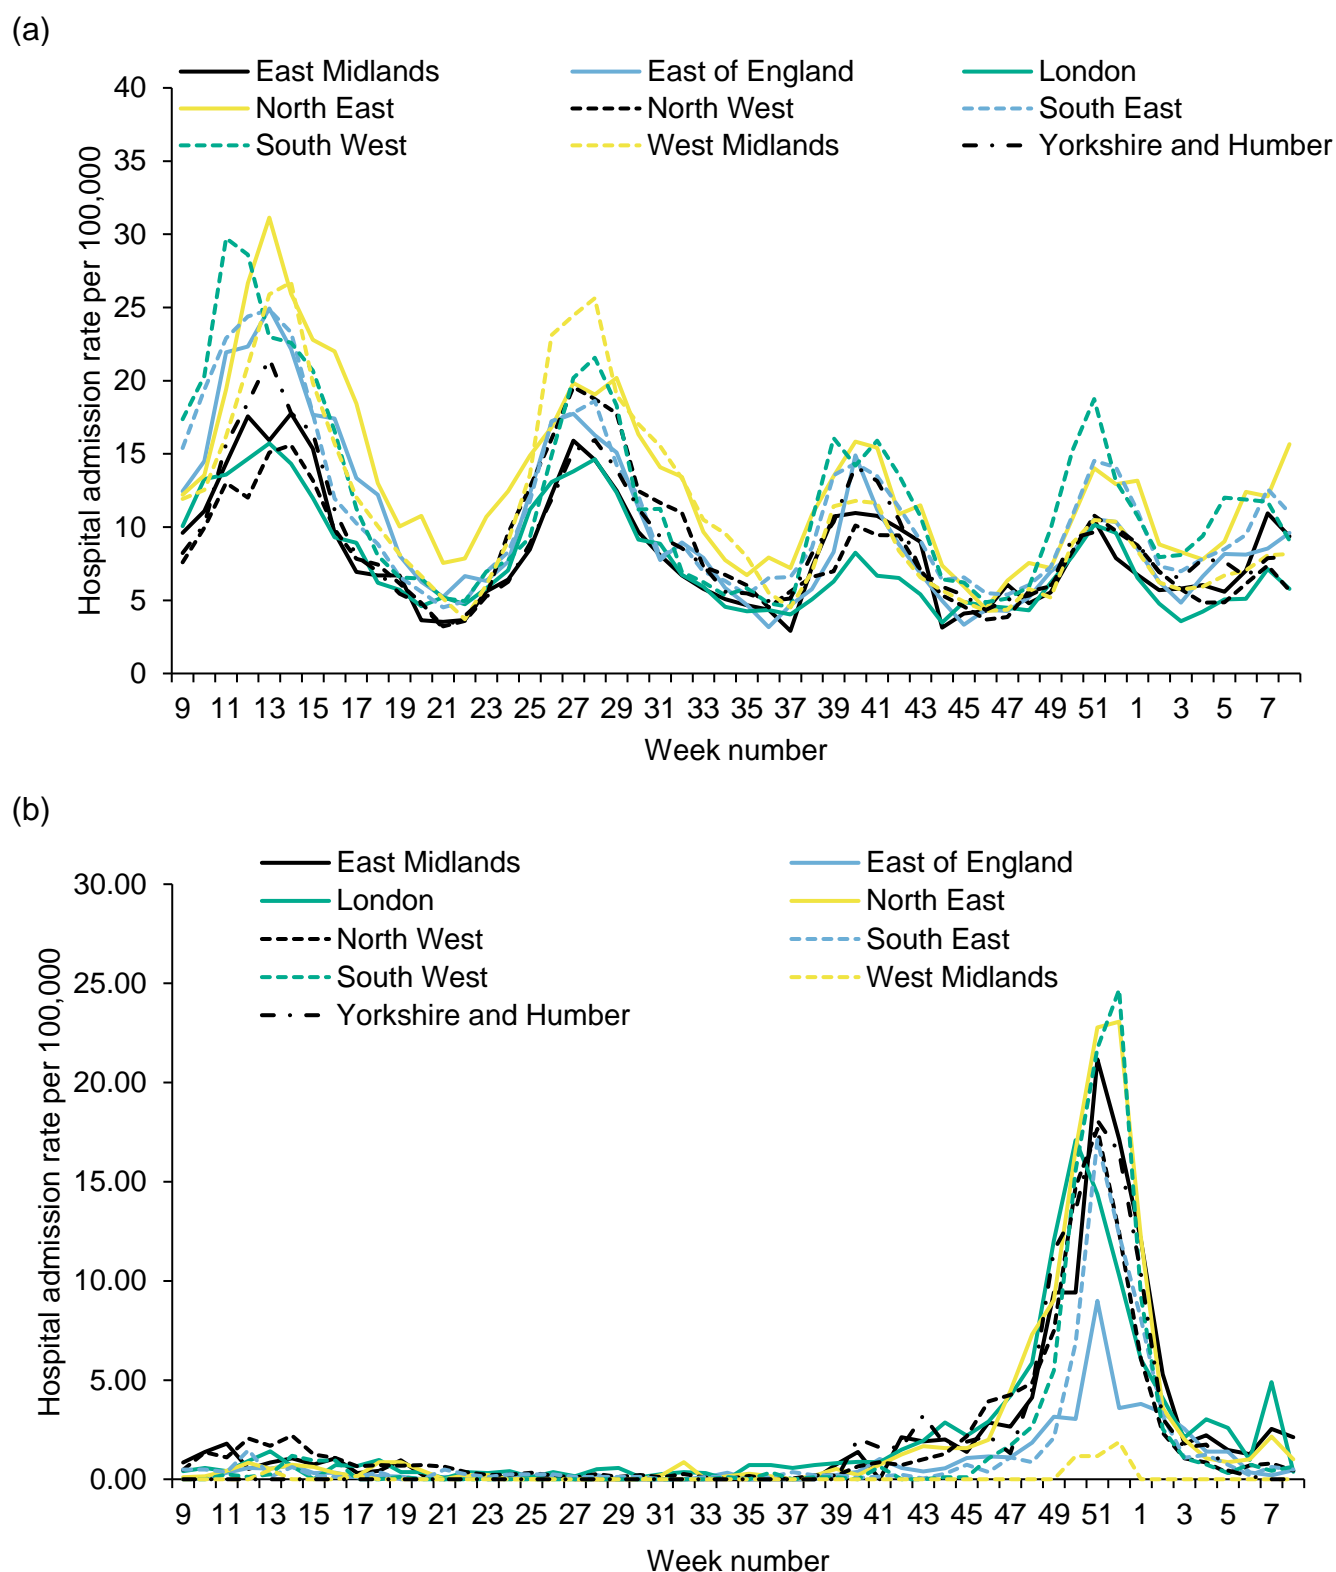 (a)
East Midlands East of England London
North East North West South East
South West West Midlands Yorkshire and Humber
40
35
30
25
20
15
10
5
0
Hospital admission rate per 100,000
9 11 13 15 17 19 21 23 25 27 29 31 33 35 37 39 41 43 45 47 49 51 1 3 5 7
Week number
(b)
East Midlands East of England
London North East
North West South East
South West West Midlands
Yorkshire and Humber
30.00
25.00
20.00
15.00
10.00
5.00
0.00
Hospital admission rate per 100,000
9 11 13 15 17 19 21 23 25 27 29 31 33 35 37 39 41 43 45 47 49 51 1 3 5 7
Week number